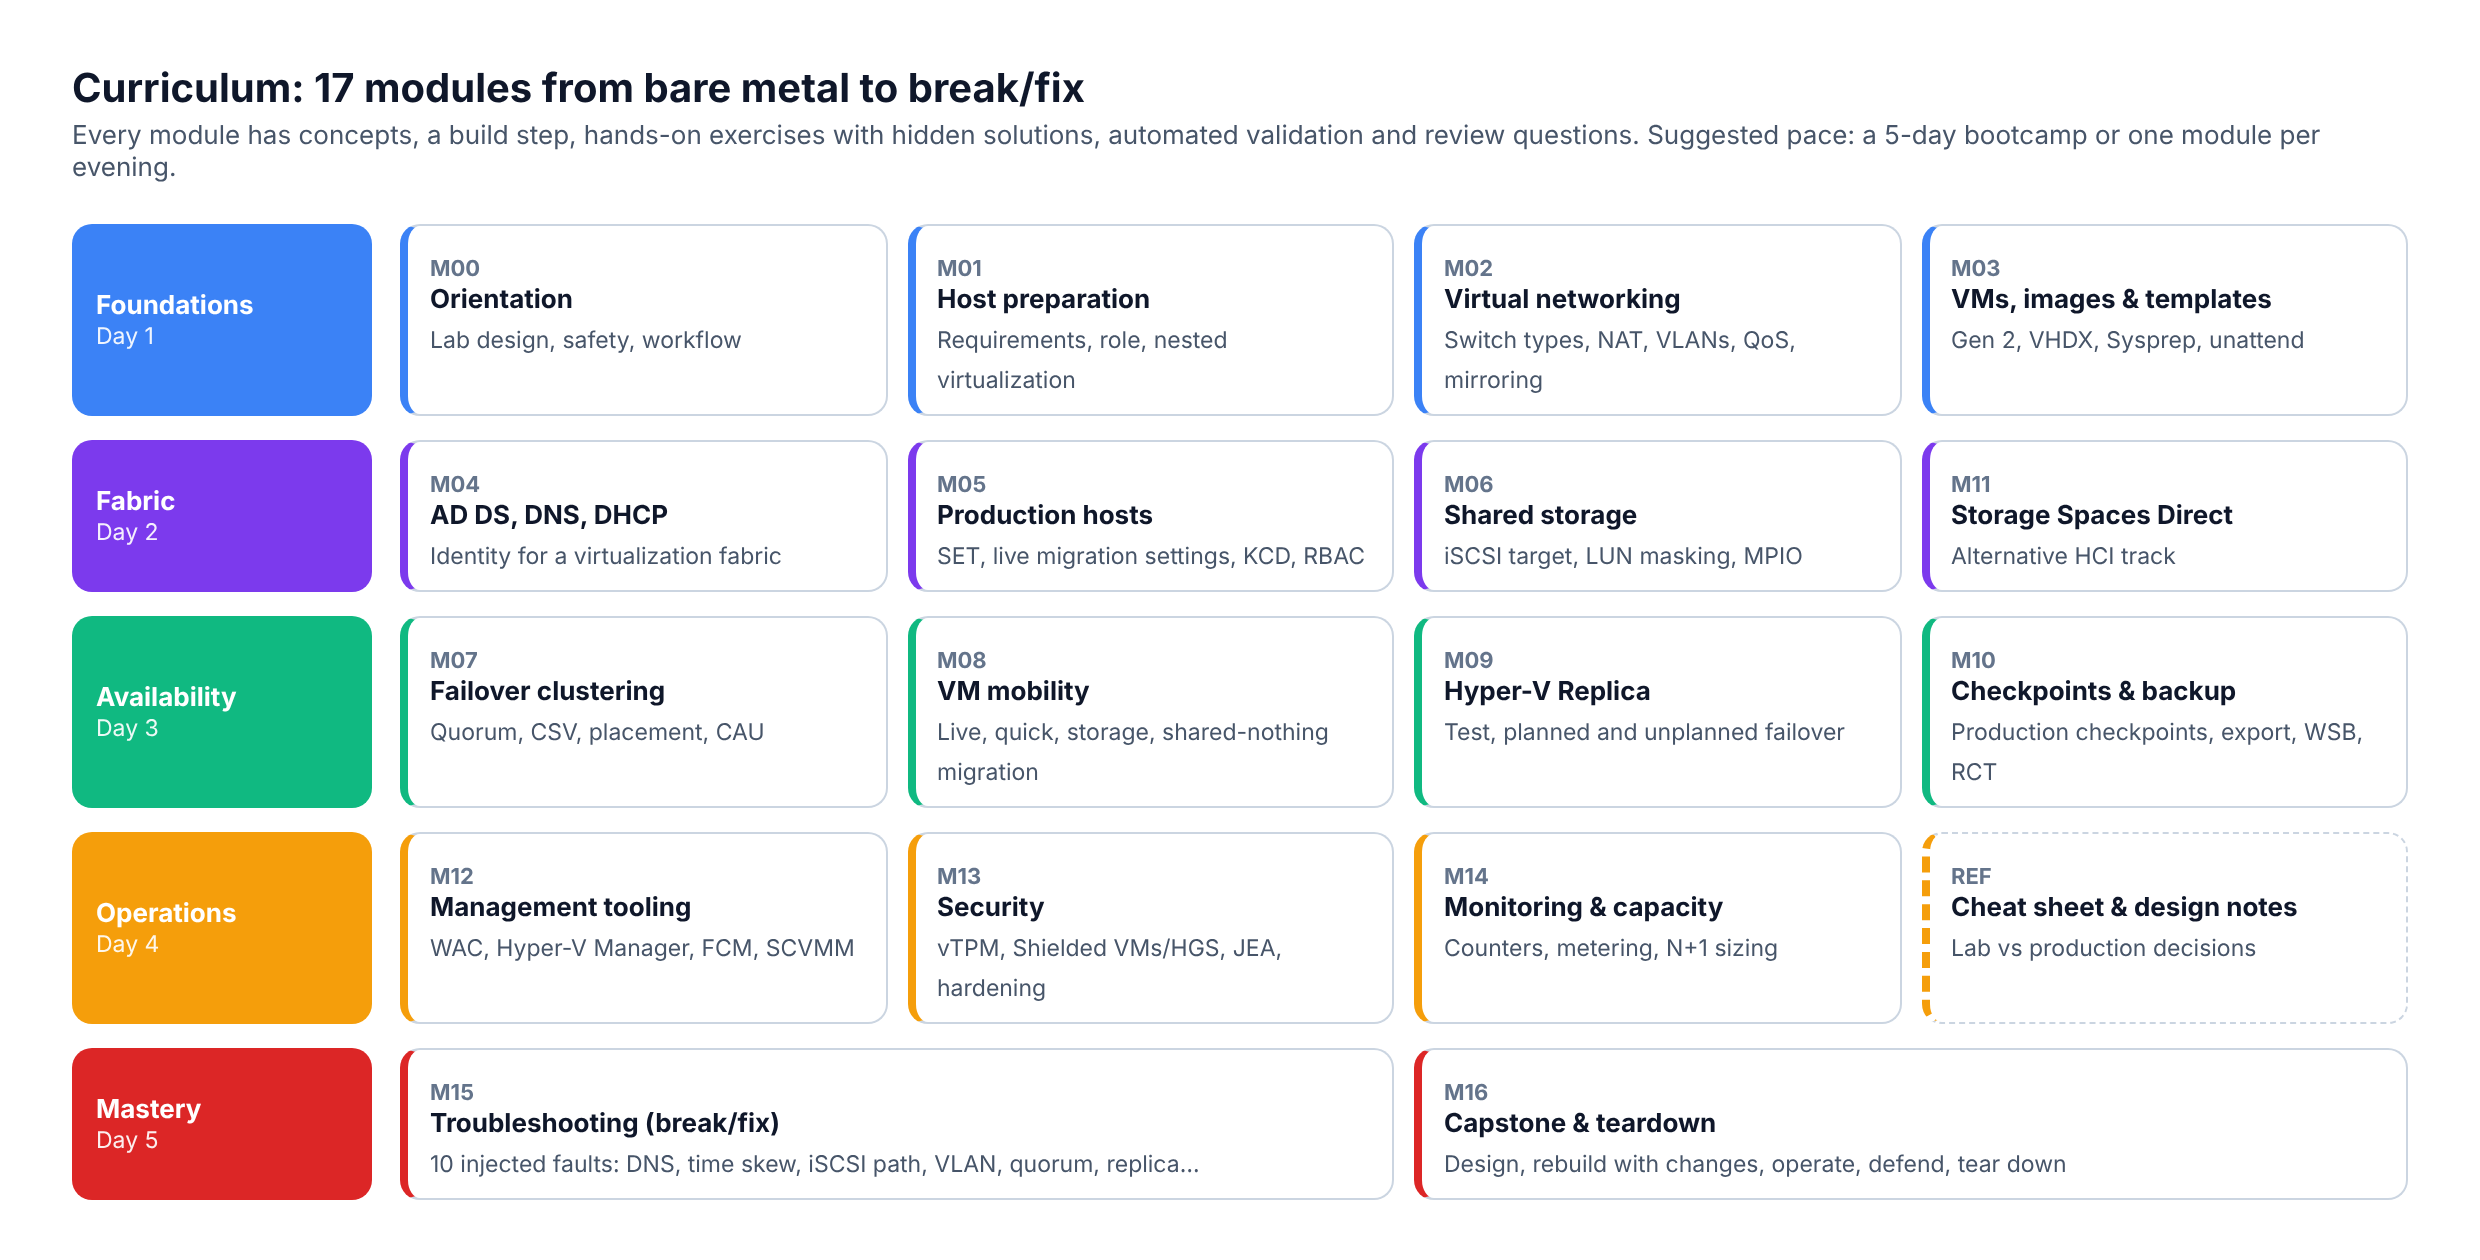 Curriculum: 17 modules from bare metal to break/fix
Every module has concepts, a build step, hands-on exercises with hidden solutions, automated validation and review questions. Suggested pace: a 5-day bootcamp or one module per
evening.
Foundations
Day 1
M00
Orientation
Lab design, safety, workflow
M01
Host preparation
Requirements, role, nested
virtualization
M02
Virtual networking
Switch types, NAT, VLANs, QoS,
mirroring
M03
VMs, images & templates
Gen 2, VHDX, Sysprep, unattend
Fabric
Day 2
M04
AD DS, DNS, DHCP
Identity for a virtualization fabric
M05
Production hosts
SET, live migration settings, KCD, RBAC
M06
Shared storage
iSCSI target, LUN masking, MPIO
M11
Storage Spaces Direct
Alternative HCI track
Availability
Day 3
M07
Failover clustering
Quorum, CSV, placement, CAU
M08
VM mobility
Live, quick, storage, shared-nothing
migration
M09
Hyper-V Replica
Test, planned and unplanned failover
M10
Checkpoints & backup
Production checkpoints, export, WSB,
RCT
Operations
Day 4
M12
Management tooling
WAC, Hyper-V Manager, FCM, SCVMM
M13
Security
vTPM, Shielded VMs/HGS, JEA,
hardening
M14
Monitoring & capacity
Counters, metering, N+1 sizing
REF
Cheat sheet & design notes
Lab vs production decisions
Mastery
Day 5
M15
Troubleshooting (break/fix)
10 injected faults: DNS, time skew, iSCSI path, VLAN, quorum, replica...
M16
Capstone & teardown
Design, rebuild with changes, operate, defend, tear down